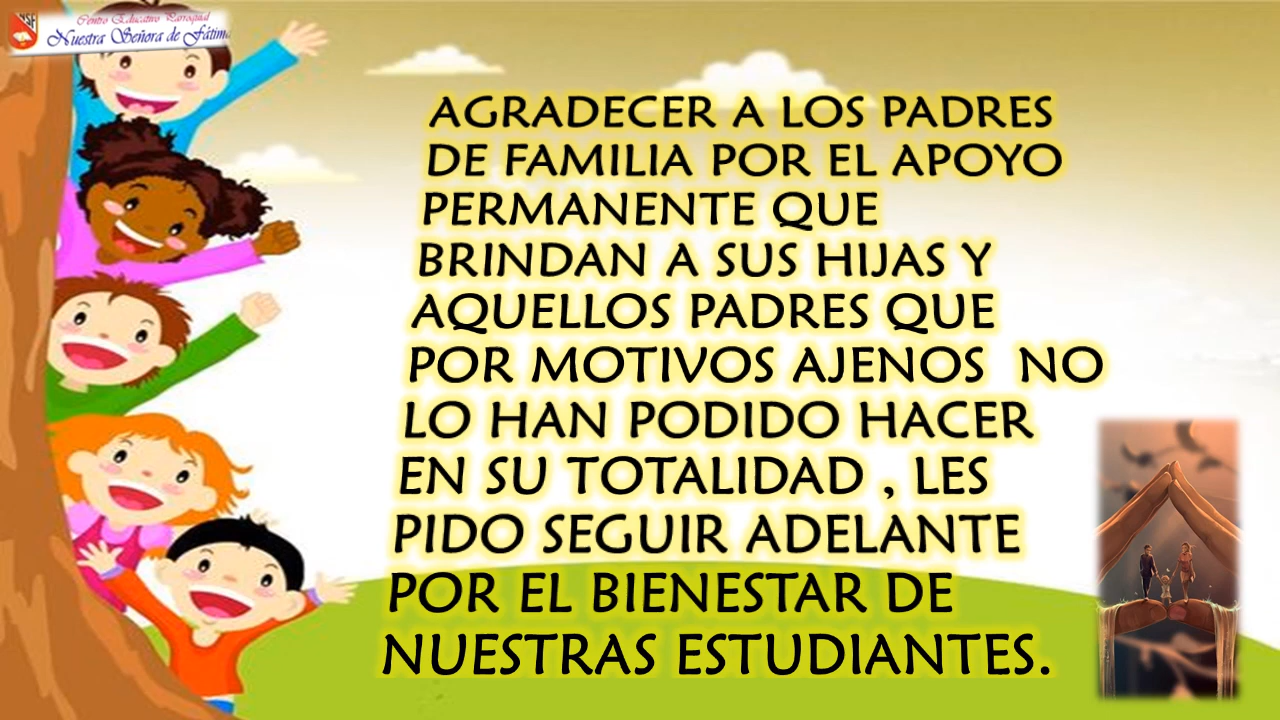 Centro Educativo Parroquial
Nuestra Señora de Fátima
AGRADECER A LOS PADRES
DE FAMILIA POR EL APOYO
PERMANENTE QUE
BRINDAN A SUS HIJAS Y
AQUELLOS PADRES QUE
POR MOTIVOS AJENOS NO
LO HAN PODIDO HACER
EN SU TOTALIDAD , LES
PIDO SEGUIR ADELANTE
POR EL BIENESTAR DE
NUESTRAS ESTUDIANTES.